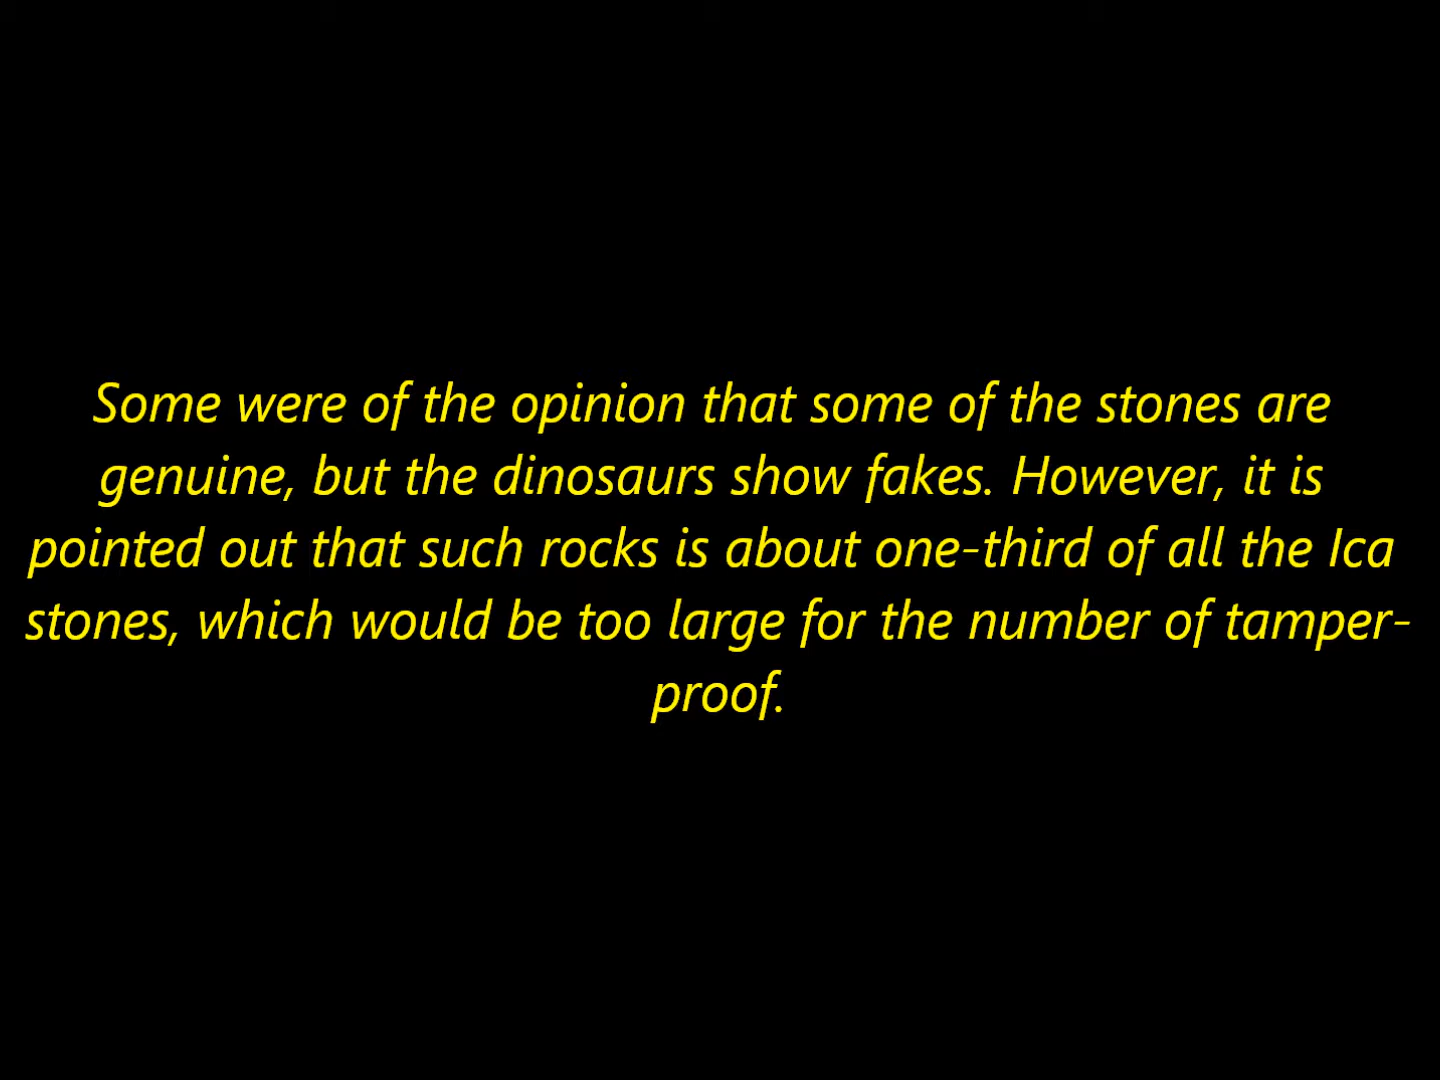 Some were of the opinion that some of the stones are
genuine, but the dinosaurs show fakes. However, it is
pointed out that such rocks is about one-third of all the Ica
stones, which would be too large for the number of tamper-
proof.